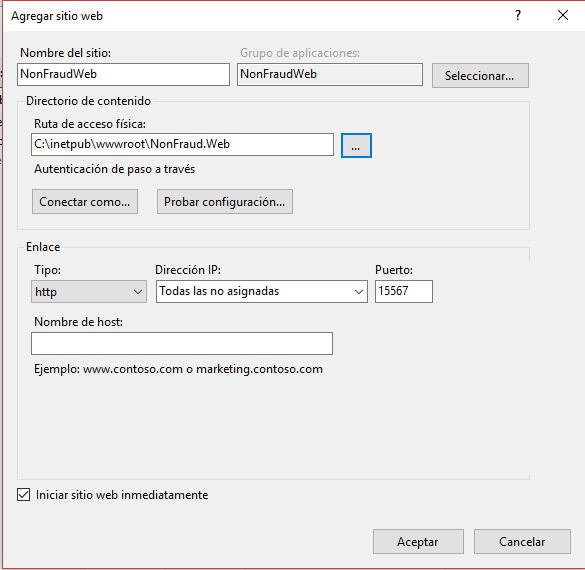 Agregar sitio web
?
Nombre del sitio: Grupo de aplicaciones:
NonFraudWeb NonFraudWeb Seleccionar...
Directorio de contenido
Ruta de acceso física:
C:\inetpub\wwwroot\NonFraud.Web ...
Autenticación de paso a través
Conectar como... Probar configuración...
Enlace
Tipo: Dirección IP: Puerto:
http Todas las no asignadas 15567
Nombre de host:
Ejemplo: www.contoso.com o marketing.contoso.com
Iniciar sitio web inmediatamente
Aceptar Cancelar